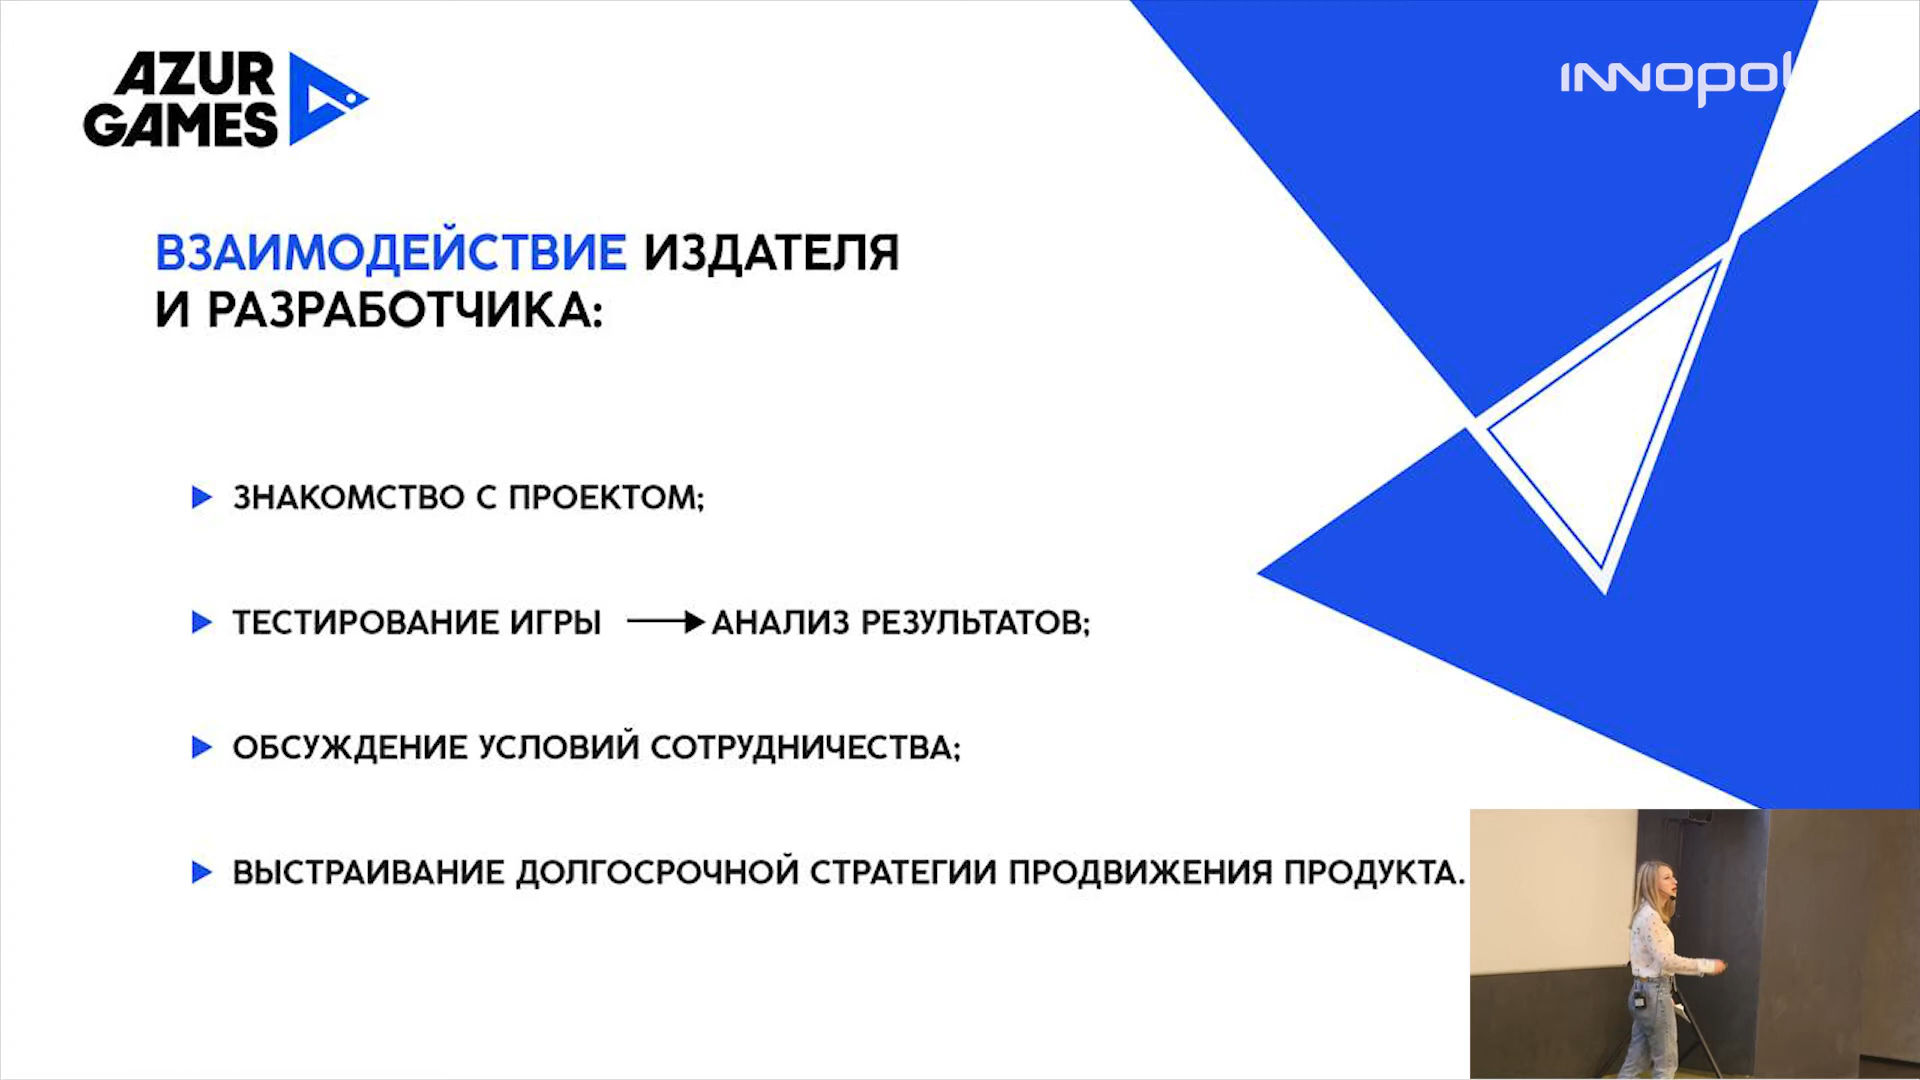 AZUR
GAMES
INNOPOL
ВЗАИМОДЕЙСТВИЕ ИЗДАТЕЛЯ
И РАЗРАБОТЧИКА:
ЗНАКОМСТВО С ПРОЕКТОМ;
ТЕСТИРОВАНИЕ ИГРЫ → АНАЛИЗ РЕЗУЛЬТАТОВ;
ОБСУЖДЕНИЕ УСЛОВИЙ СОТРУДНИЧЕСТВА;
ВЫСТРАИВАНИЕ ДОЛГОСРОЧНОЙ СТРАТЕГИИ ПРОДВИЖЕНИЯ ПРОДУКТА.